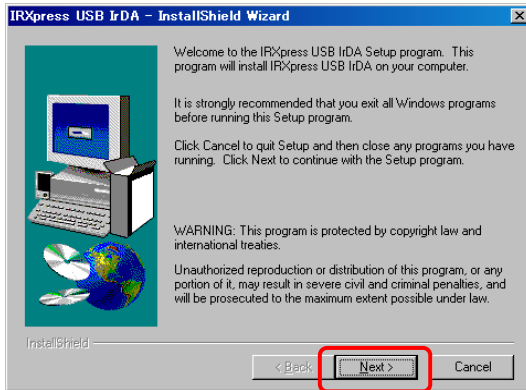 IRXpress USB IrDA - InstallShield Wizard
Welcome to the IRXpress USB IrDA Setup program. This
program will install IRXpress USB IrDA on your computer.
It is strongly recommended that you exit all Windows programs
before running this Setup program.
Click Cancel to quit Setup and then close any programs you have
running. Click Next to continue with the Setup program.
WARNING: This program is protected by copyright law and
international treaties.
Unauthorized reproduction or distribution of this program, or any
portion of it, may result in severe civil and criminal penalties, and
will be prosecuted to the maximum extent possible under law.
InstallShield
< Back
Next >
Cancel